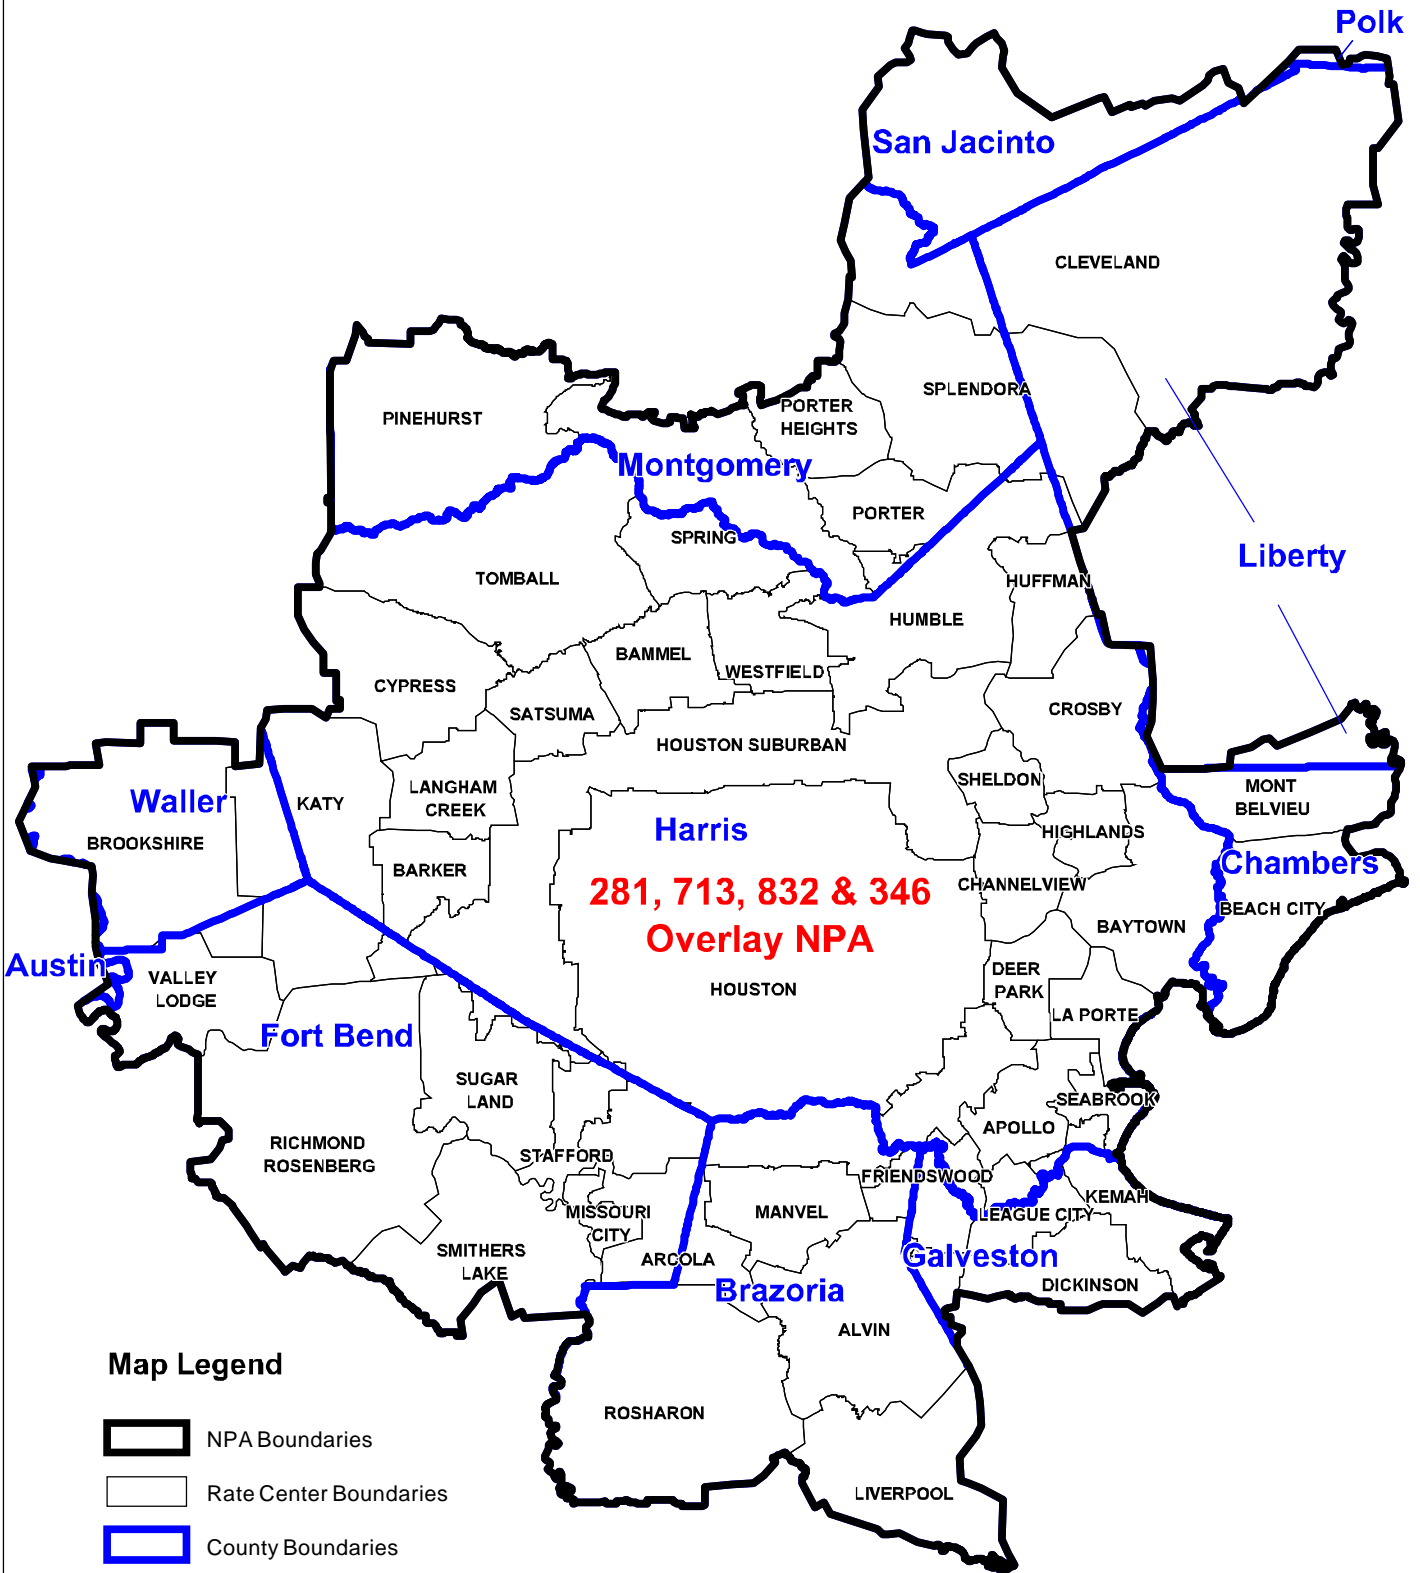 Polk
San Jacinto
CLEVELAND
SPLENDORA
PINEHURST
PORTER
HEIGHTS
Montgomery
PORTER
SPRING
Liberty
TOMBALL
HUFFMAN
HUMBLE
BAMMEL
WESTFIELD
CYPRESS
SATSUMA
CROSBY
HOUSTON SUBURBAN
SHELDON
MONT
BELVIEU
LANGHAM
CREEK
KATY
Waller
BROOKSHIRE
Harris
HIGHLANDS
BARKER
Chambers
281, 713, 832 & 346
Overlay NPA
CHANNELVIEW
BEACH CITY
BAYTOWN
Austin
VALLEY
LODGE
HOUSTON
DEER
PARK
LA PORTE
Fort Bend
SUGAR
LAND
SEABROOK
APOLLO
RICHMOND
ROSENBERG
STAFFORD
FRIENDSWOOD
KEMAH
MISSOURI
CITY
MANVEL
LEAGUE CITY
SMITHERS
LAKE
ARCOLA
Galveston
DICKINSON
Brazoria
ALVIN
ROSHARON
LIVERPOOL
Map Legend
NPA Boundaries
Rate Center Boundaries
County Boundaries